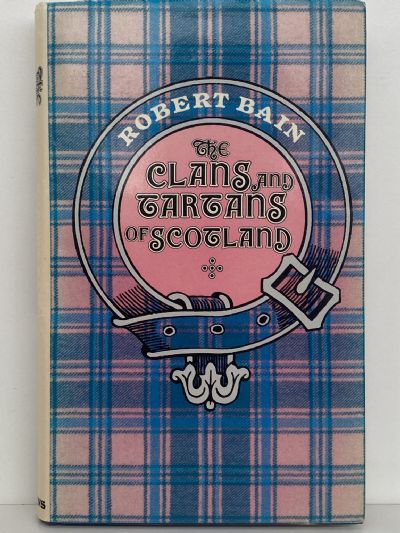 ROBERT BAIN
The
CLANS AND
TARTANS
OF SCOTLAND